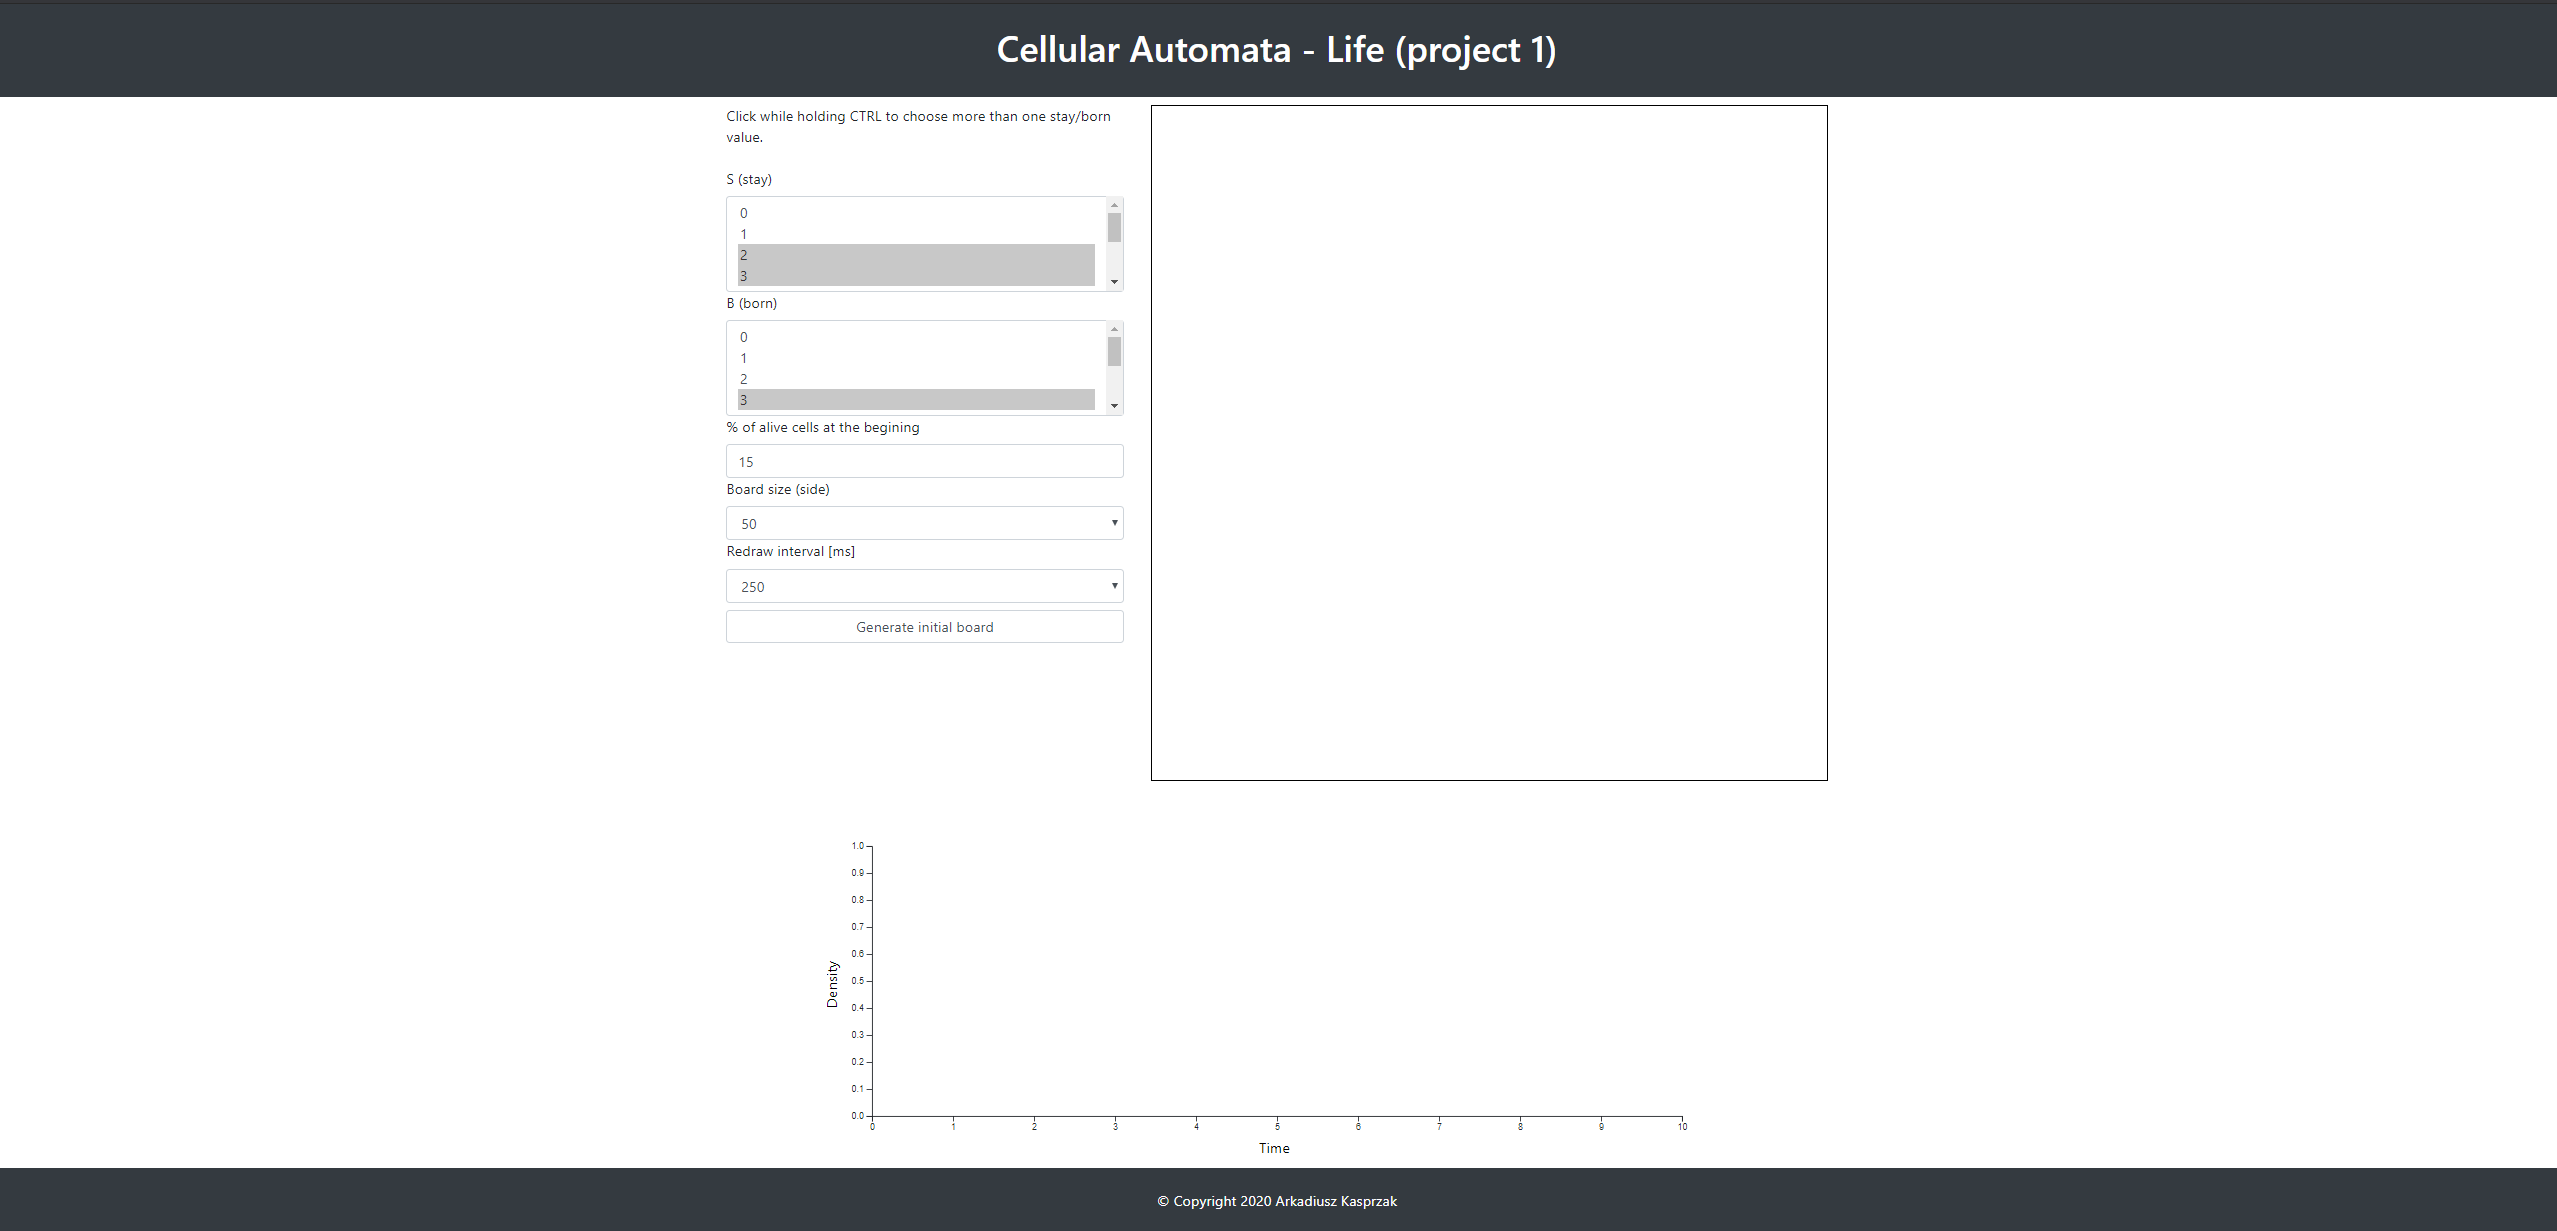 Cellular Automata - Life (project 1)
Click while holding CTRL to choose more than one stay/born
value.
S (stay)
0
1
2
3
B (born)
0
1
2
3
% of alive cells at the begining
15
Board size (side)
50
Redraw interval [ms]
250
Generate initial board
1.0
0.9
0.8
0.7
0.6
0.5
0.4
0.3
0.2
0.1
0.0
Density
0 1 2 3 4 5 6 7 8 9 10
Time
© Copyright 2020 Arkadiusz Kasprzak